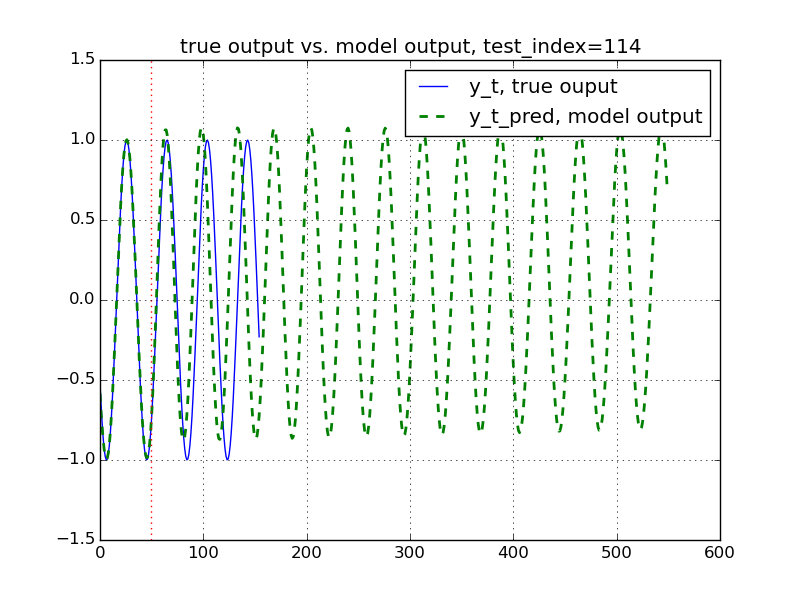 true output vs. model output, test_index=114
y_t, true ouput
y_t_pred, model output
1.5
1.0
0.5
0.0
−0.5
−1.0
−1.5
0 100 200 300 400 500 600